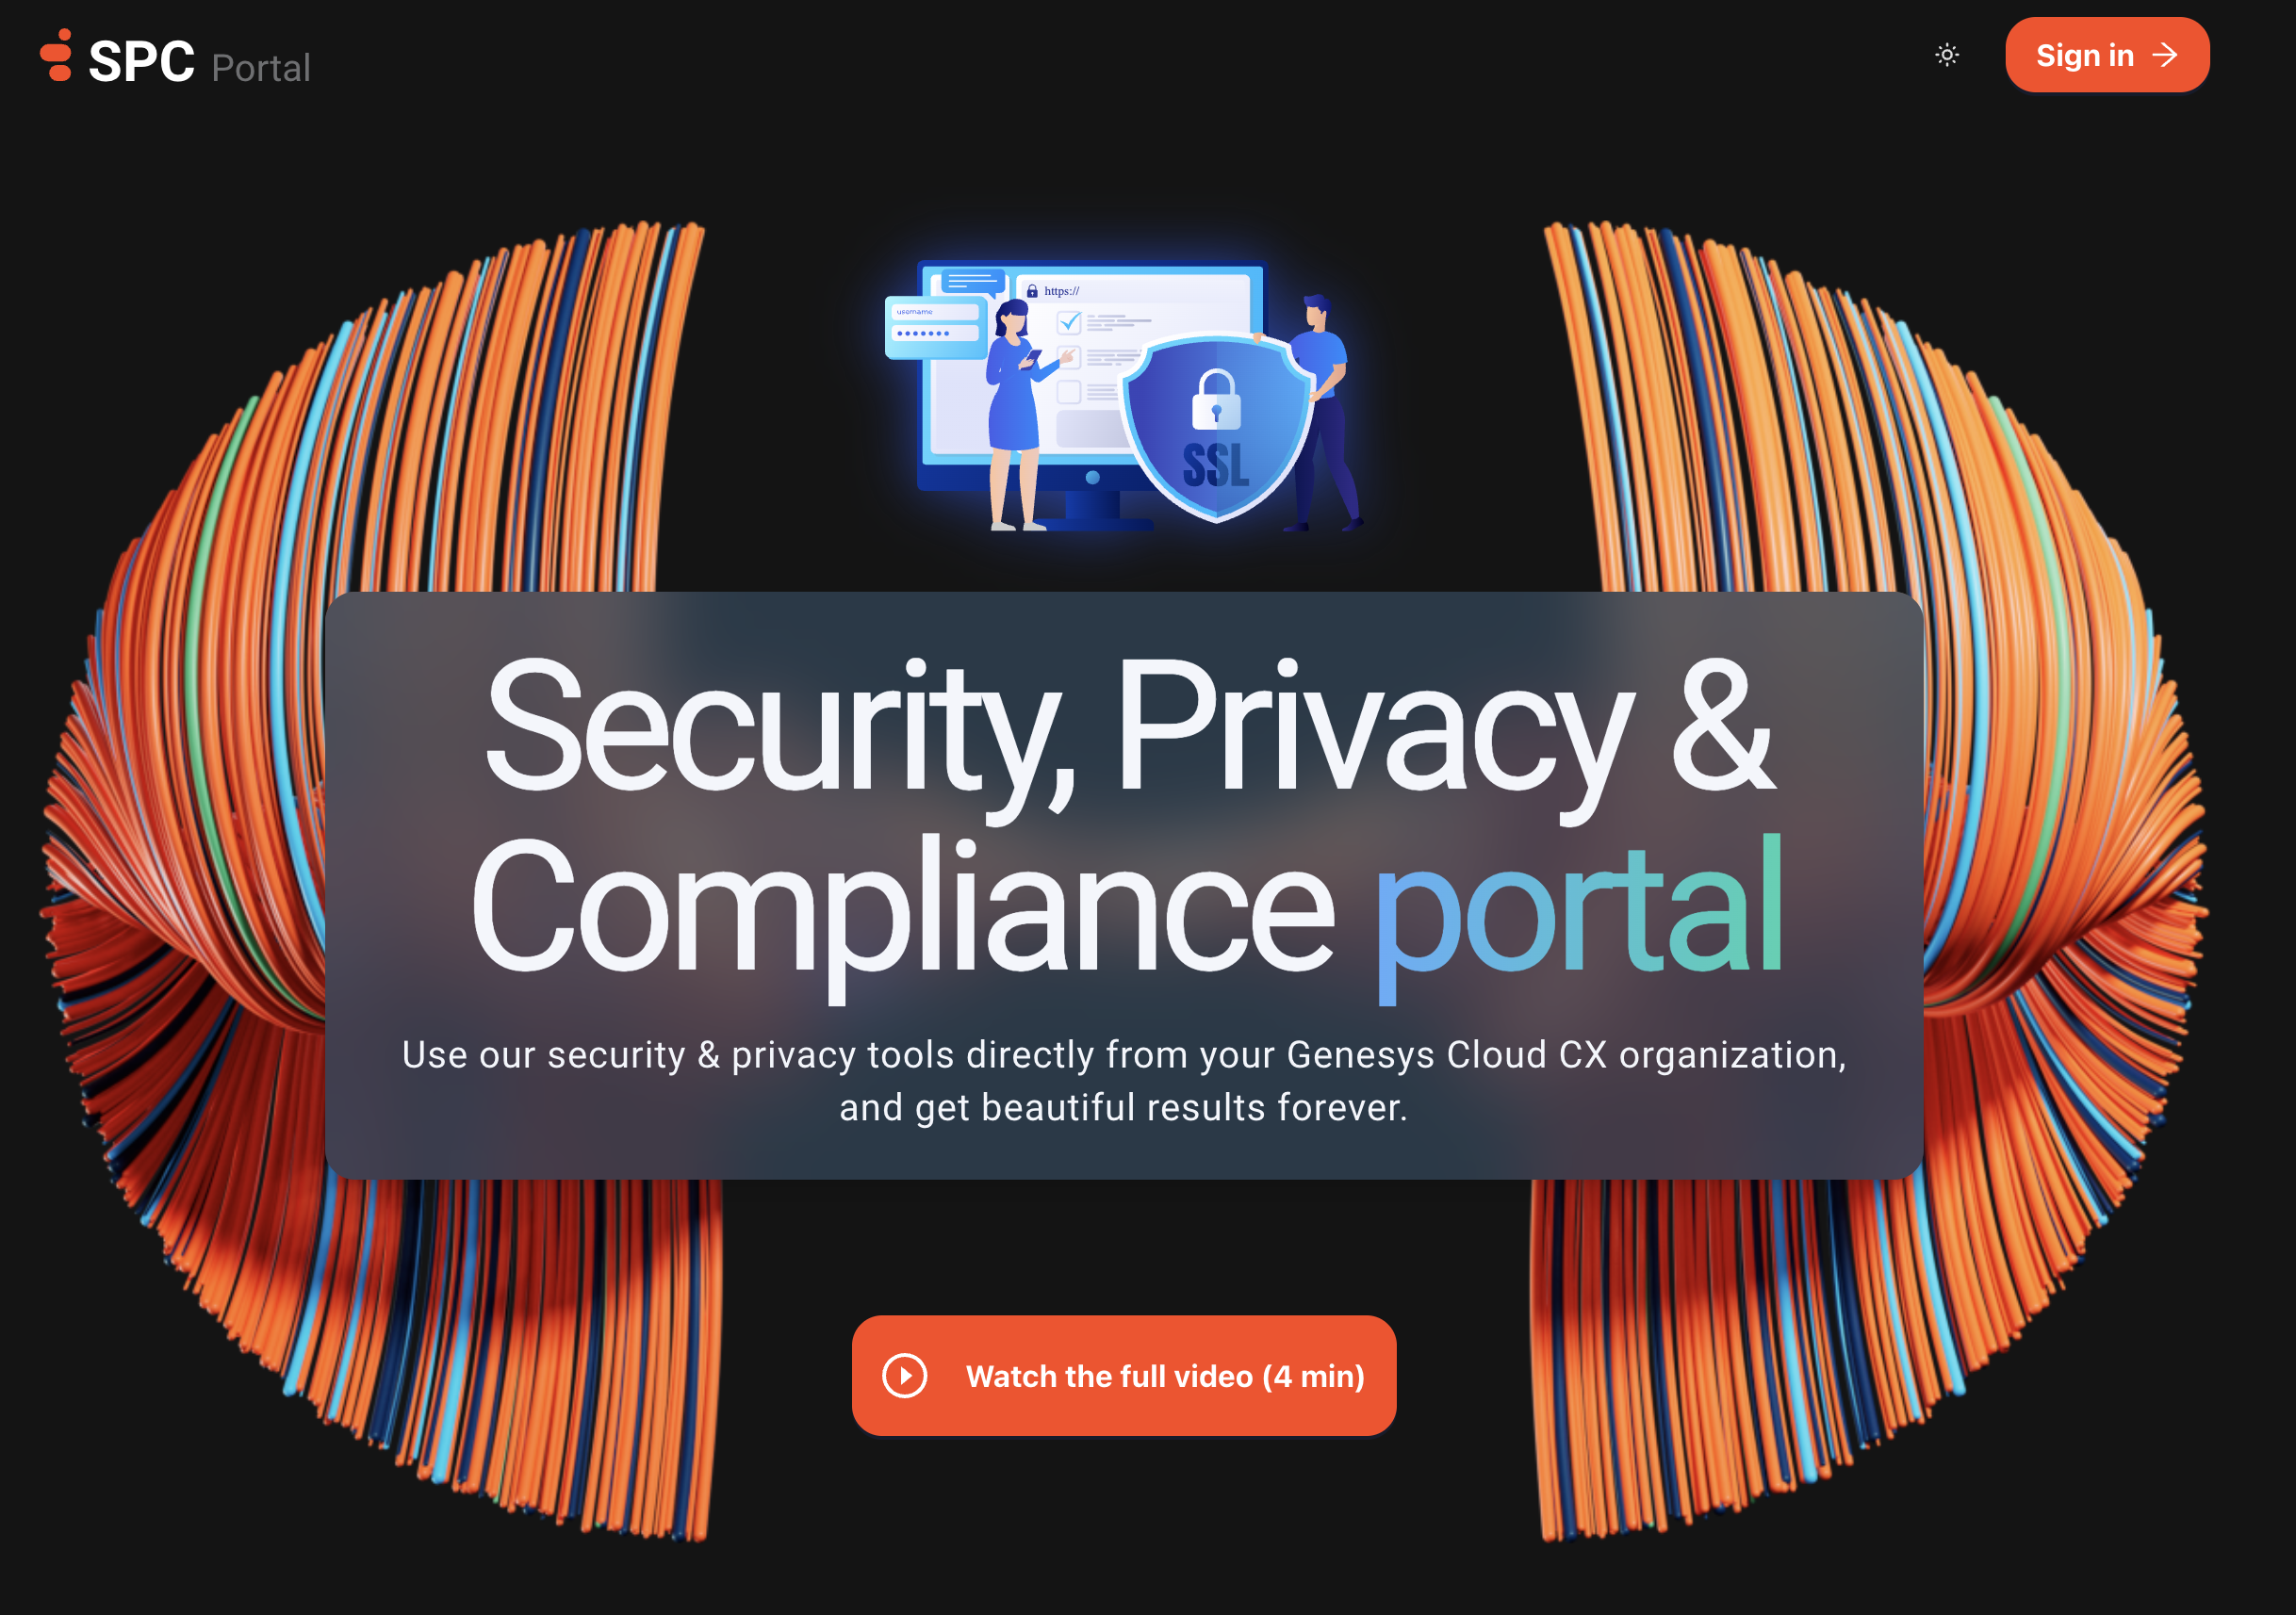 SPC Portal
Sign in
https://
username
SSL
Security, Privacy &
Compliance portal
Use our security & privacy tools directly from your Genesys Cloud CX organization,
and get beautiful results forever.
Watch the full video (4 min)